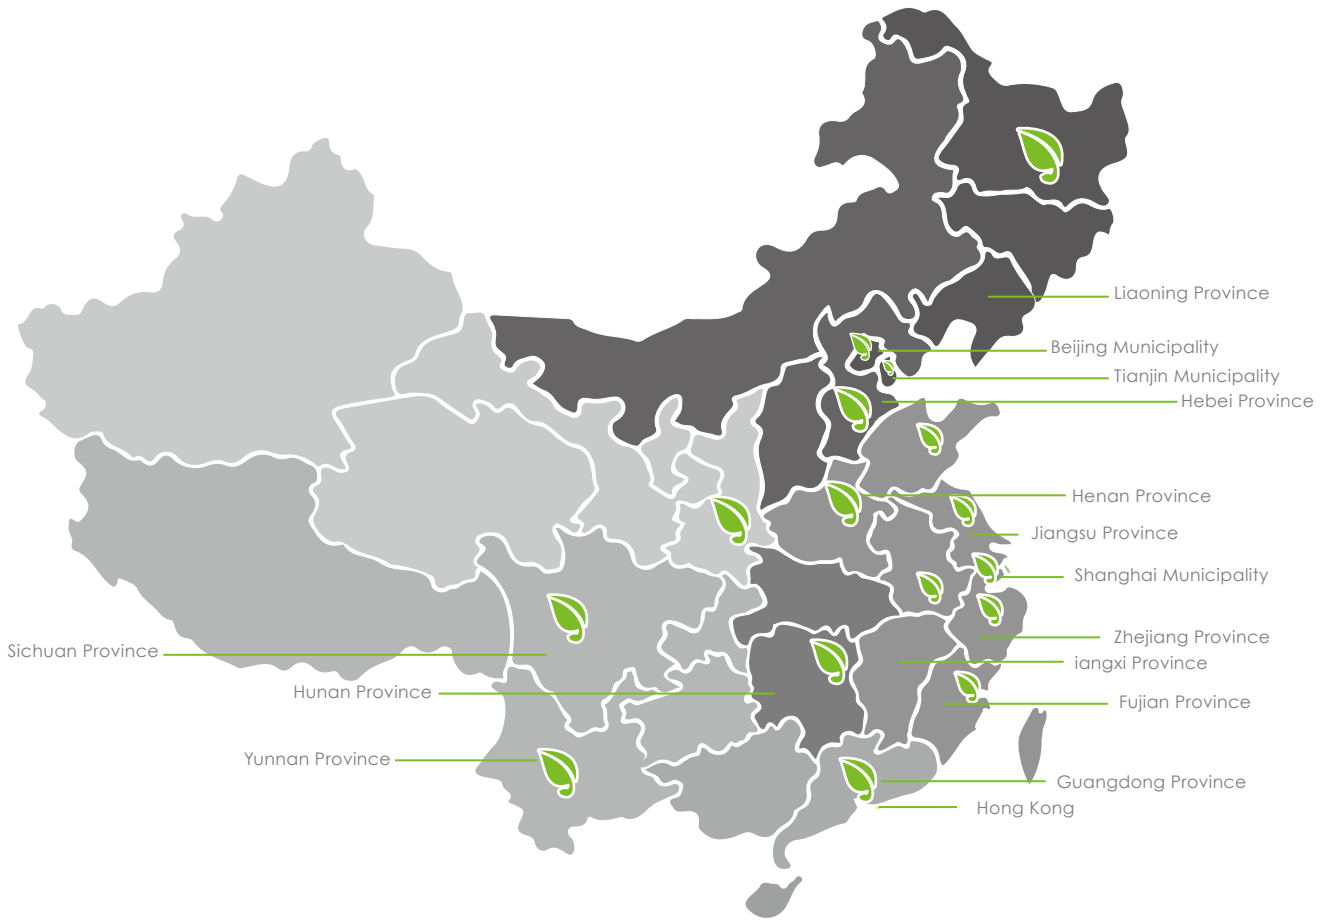 Liaoning Province
Beijing Municipality
Tianjin Municipality
Hebei Province
Henan Province
Jiangsu Province
Shanghai Municipality
Zhejiang Province
Sichuan Province
iangxi Province
Hunan Province
Fujian Province
Yunnan Province
Guangdong Province
Hong Kong